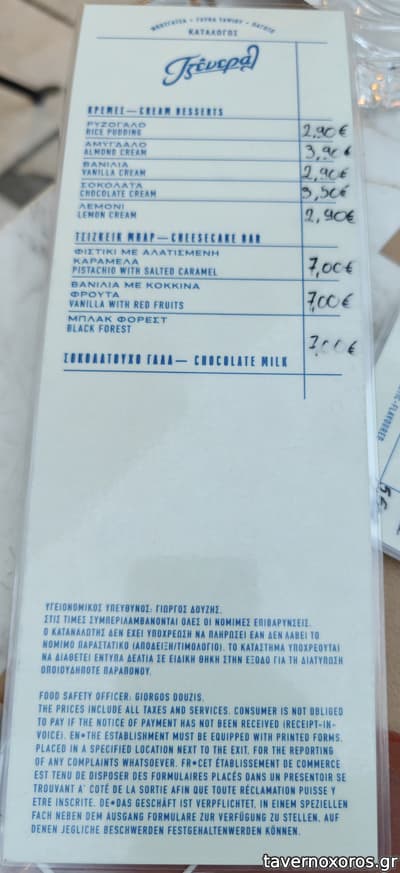 ΜΠΟΥΓΑΤΣΑ • ΓΛΥΚΑ ΤΑΨΙΟΥ • ΠΑΓΩΤΟ
ΚΑΤΑΛΟΓΟΣ
Τζένεραλ
ΚΡΕΜΕΣ — CREAM DESSERTS
ΡΥΖΟΓΑΛΟ
RICE PUDDING 2,90€
ΑΜΥΓΔΑΛΟ
ALMOND CREAM 3,90€
ΒΑΝΙΛΙΑ
VANILLA CREAM 2,90€
ΣΟΚΟΛΑΤΑ
CHOCOLATE CREAM 3,50€
ΛΕΜΟΝΙ
LEMON CREAM 2,90€
ΤΣΙΖΚΕΙΚ ΜΠΑΡ — CHEESECAKE BAR
ΦΙΣΤΙΚΙ ΜΕ ΑΛΑΤΙΣΜΕΝΗ
ΚΑΡΑΜΕΛΑ
PISTACHIO WITH SALTED CARAMEL 7,00€
ΒΑΝΙΛΙΑ ΜΕ ΚΟΚΚΙΝΑ
ΦΡΟΥΤΑ
VANILLA WITH RED FRUITS 7,00€
ΜΠΛΑΚ ΦΟΡΕΣΤ
BLACK FOREST 7,00€
ΣΟΚΟΛΑΤΟΥΧΟ ΓΑΛΑ — CHOCOLATE MILK
ΥΓΕΙΟΝΟΜΙΚΟΣ ΥΠΕΥΘΥΝΟΣ: ΓΙΩΡΓΟΣ ΔΟΥΖΗΣ.
ΣΤΙΣ ΤΙΜΕΣ ΣΥΜΠΕΡΙΛΑΜΒΑΝΟΝΤΑΙ ΟΛΕΣ ΟΙ ΝΟΜΙΜΕΣ ΕΠΙΒΑΡΥΝΣΕΙΣ.
Ο ΚΑΤΑΝΑΛΩΤΗΣ ΔΕΝ ΕΧΕΙ ΥΠΟΧΡΕΩΣΗ ΝΑ ΠΛΗΡΩΣΕΙ ΕΑΝ ΔΕΝ ΛΑΒΕΙ ΤΟ
ΝΟΜΙΜΟ ΠΑΡΑΣΤΑΤΙΚΟ (ΑΠΟΔΕΙΞΗ/ΤΙΜΟΛΟΓΙΟ). ΤΟ ΚΑΤΑΣΤΗΜΑ ΥΠΟΧΡΕΟΥΤΑΙ
ΝΑ ΔΙΑΘΕΤΕΙ ΕΝΤΥΠΑ ΔΕΛΤΙΑ ΣΕ ΕΙΔΙΚΗ ΘΗΚΗ ΣΤΗΝ ΕΞΟΔΟ ΓΙΑ ΤΗ ΔΙΑΤΥΠΩΣΗ
ΟΠΟΙΟΥΔΗΠΟΤΕ ΠΑΡΑΠΟΝΟΥ.
FOOD SAFETY OFFICER: GIORGOS DOUZIS.
THE PRICES INCLUDE ALL TAXES AND SERVICES. CONSUMER IS NOT OBLIGED
TO PAY IF THE NOTICE OF PAYMENT HAS NOT BEEN RECEIVED (RECEIPT-IN-
VOICE). EN•THE ESTABLISHMENT MUST BE EQUIPPED WITH PRINTED FORMS,
PLACED IN A SPECIFIED LOCATION NEXT TO THE EXIT, FOR THE REPORTING
OF ANY COMPLAINTS WHATSOEVER. FR•CET ÉTABLISSEMENT DE COMMERCE
EST TENU DE DISPOSER DES FORMULAIRES PLACÉS DANS UN PRESENTOIR SE
TROUVANT A' COTÉ DE LA SORTIE AFIN QUE TOUTE RÉCLAMATION PUISSE Y
ETRE INSCRITE. DE•DAS GESCHÄFT IST VERPFLICHTET, IN EINEM SPEZIELLEN
FACH NEBEN DEM AUSGANG FORMULARE ZUR VERFÜGUNG ZU STELLEN, AUF
DENEN JEGLICHE BESCHWERDEN FESTGEHALTENWERDEN KÖNNEN.
tavernoxoros.gr